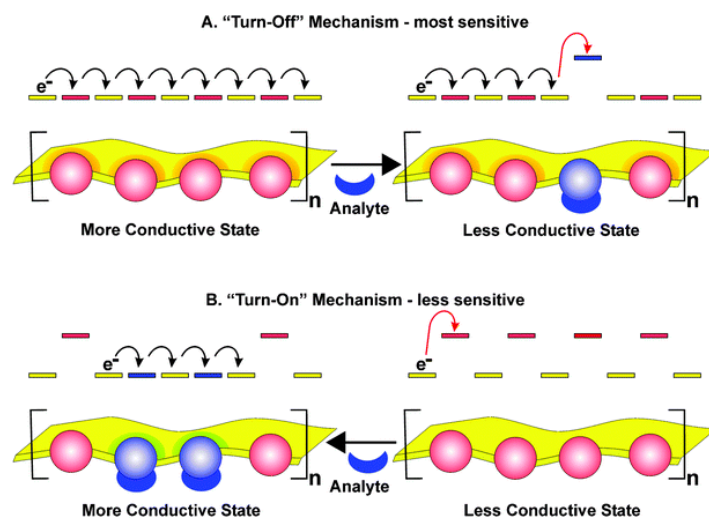 A. “Turn-Off” Mechanism - most sensitive
e-
e-
n
n
Analyte
More Conductive State
Less Conductive State
B. “Turn-On” Mechanism - less sensitive
e-
e-
n
n
Analyte
More Conductive State
Less Conductive State